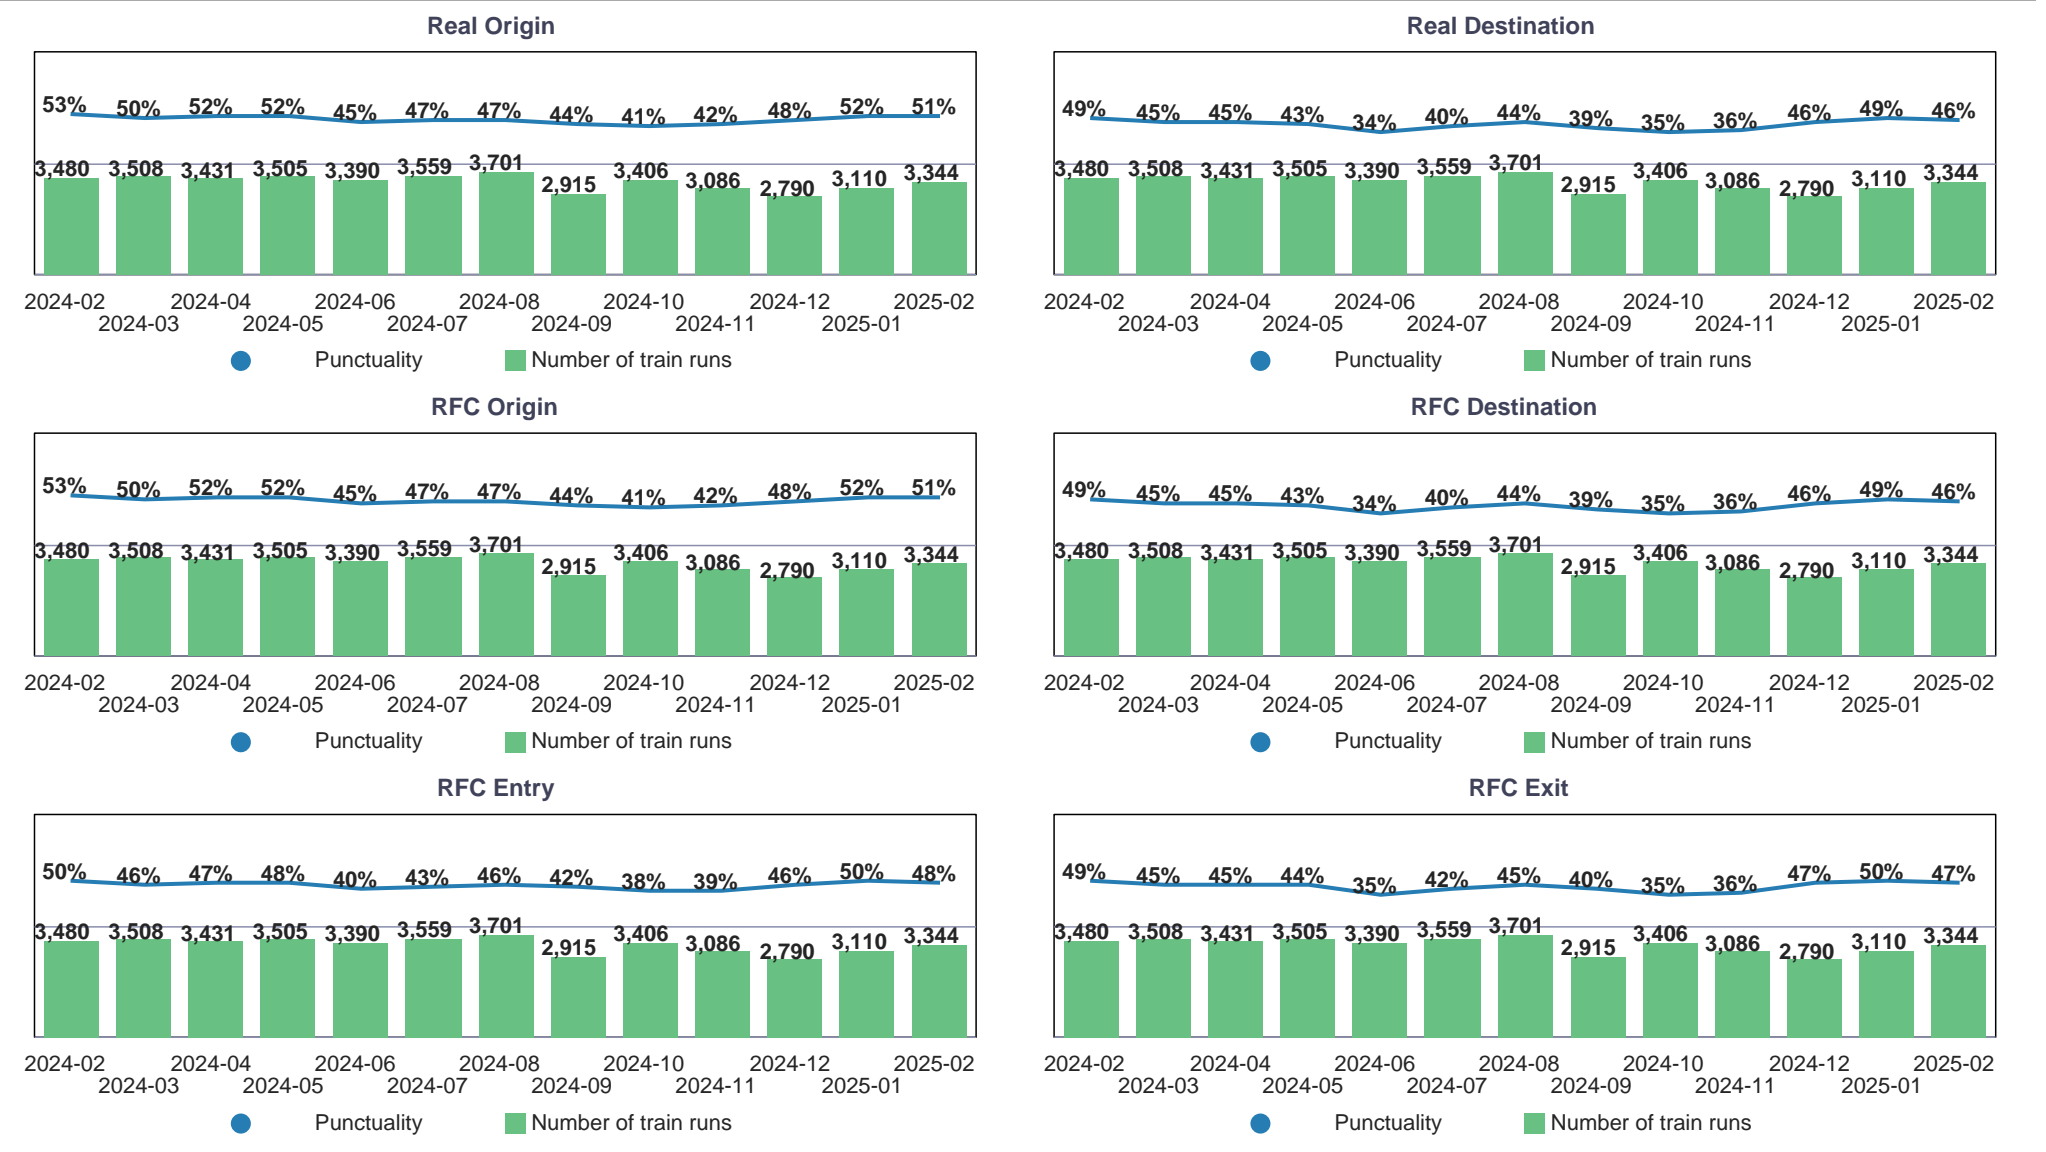 Real Origin
53% 50% 52% 52% 45% 47% 47% 44% 41% 42% 48% 52% 51%
3,480 3,508 3,431 3,505 3,390 3,559 3,701 2,915 3,406 3,086 2,790 3,110 3,344
2024-02 2024-04 2024-06 2024-08 2024-10 2024-12 2025-02
2024-03 2024-05 2024-07 2024-09 2024-11 2025-01
Punctuality Number of train runs
Real Destination
49% 45% 45% 43% 34% 40% 44% 39% 35% 36% 46% 49% 46%
3,480 3,508 3,431 3,505 3,390 3,559 3,701 2,915 3,406 3,086 2,790 3,110 3,344
2024-02 2024-04 2024-06 2024-08 2024-10 2024-12 2025-02
2024-03 2024-05 2024-07 2024-09 2024-11 2025-01
Punctuality Number of train runs
RFC Origin
53% 50% 52% 52% 45% 47% 47% 44% 41% 42% 48% 52% 51%
3,480 3,508 3,431 3,505 3,390 3,559 3,701 2,915 3,406 3,086 2,790 3,110 3,344
2024-02 2024-04 2024-06 2024-08 2024-10 2024-12 2025-02
2024-03 2024-05 2024-07 2024-09 2024-11 2025-01
Punctuality Number of train runs
RFC Destination
49% 45% 45% 43% 34% 40% 44% 39% 35% 36% 46% 49% 46%
3,480 3,508 3,431 3,505 3,390 3,559 3,701 2,915 3,406 3,086 2,790 3,110 3,344
2024-02 2024-04 2024-06 2024-08 2024-10 2024-12 2025-02
2024-03 2024-05 2024-07 2024-09 2024-11 2025-01
Punctuality Number of train runs
RFC Entry
50% 46% 47% 48% 40% 43% 46% 42% 38% 39% 46% 50% 48%
3,480 3,508 3,431 3,505 3,390 3,559 3,701 2,915 3,406 3,086 2,790 3,110 3,344
2024-02 2024-04 2024-06 2024-08 2024-10 2024-12 2025-02
2024-03 2024-05 2024-07 2024-09 2024-11 2025-01
Punctuality Number of train runs
RFC Exit
49% 45% 45% 44% 35% 42% 45% 40% 35% 36% 47% 50% 47%
3,480 3,508 3,431 3,505 3,390 3,559 3,701 2,915 3,406 3,086 2,790 3,110 3,344
2024-02 2024-04 2024-06 2024-08 2024-10 2024-12 2025-02
2024-03 2024-05 2024-07 2024-09 2024-11 2025-01
Punctuality Number of train runs